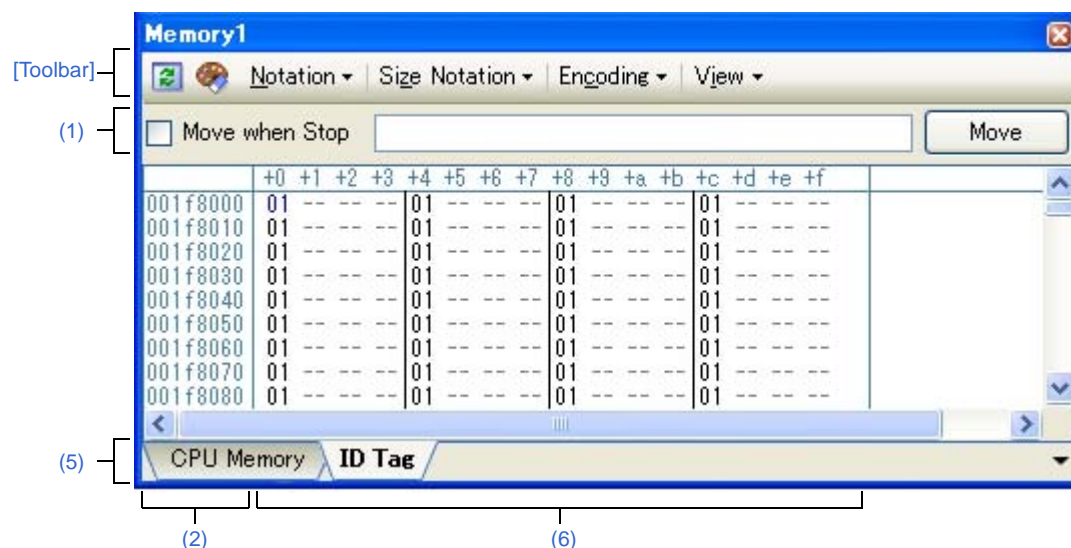 Memory1
[Toolbar]
Notation Size Notation Encoding View
(1)
Move when Stop Move
+0 +1 +2 +3 +4 +5 +6 +7 +8 +9 +a +b +c +d +e +f
001f8000 01 -- -- -- 01 -- -- -- 01 -- -- -- 01 -- -- --
001f8010 01 -- -- -- 01 -- -- -- 01 -- -- -- 01 -- -- --
001f8020 01 -- -- -- 01 -- -- -- 01 -- -- -- 01 -- -- --
001f8030 01 -- -- -- 01 -- -- -- 01 -- -- -- 01 -- -- --
001f8040 01 -- -- -- 01 -- -- -- 01 -- -- -- 01 -- -- --
001f8050 01 -- -- -- 01 -- -- -- 01 -- -- -- 01 -- -- --
001f8060 01 -- -- -- 01 -- -- -- 01 -- -- -- 01 -- -- --
001f8070 01 -- -- -- 01 -- -- -- 01 -- -- -- 01 -- -- --
001f8080 01 -- -- -- 01 -- -- -- 01 -- -- -- 01 -- -- --
(5)
CPU Memory ID Tag
(2) (6)